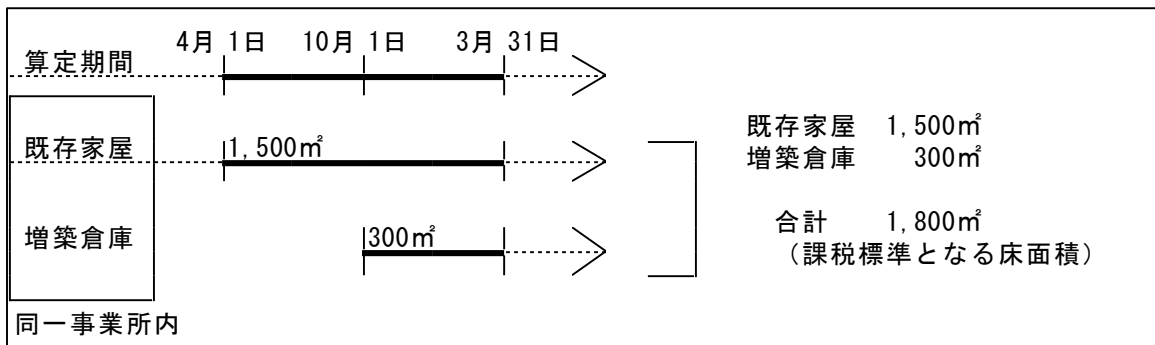 4月 1日 10月 1日 3月 31日
算定期間
既存家屋 1,500㎡
増築倉庫 300㎡
同一事業所内
既存家屋 1,500㎡
増築倉庫 300㎡
合計 1,800㎡
（課税標準となる床面積）